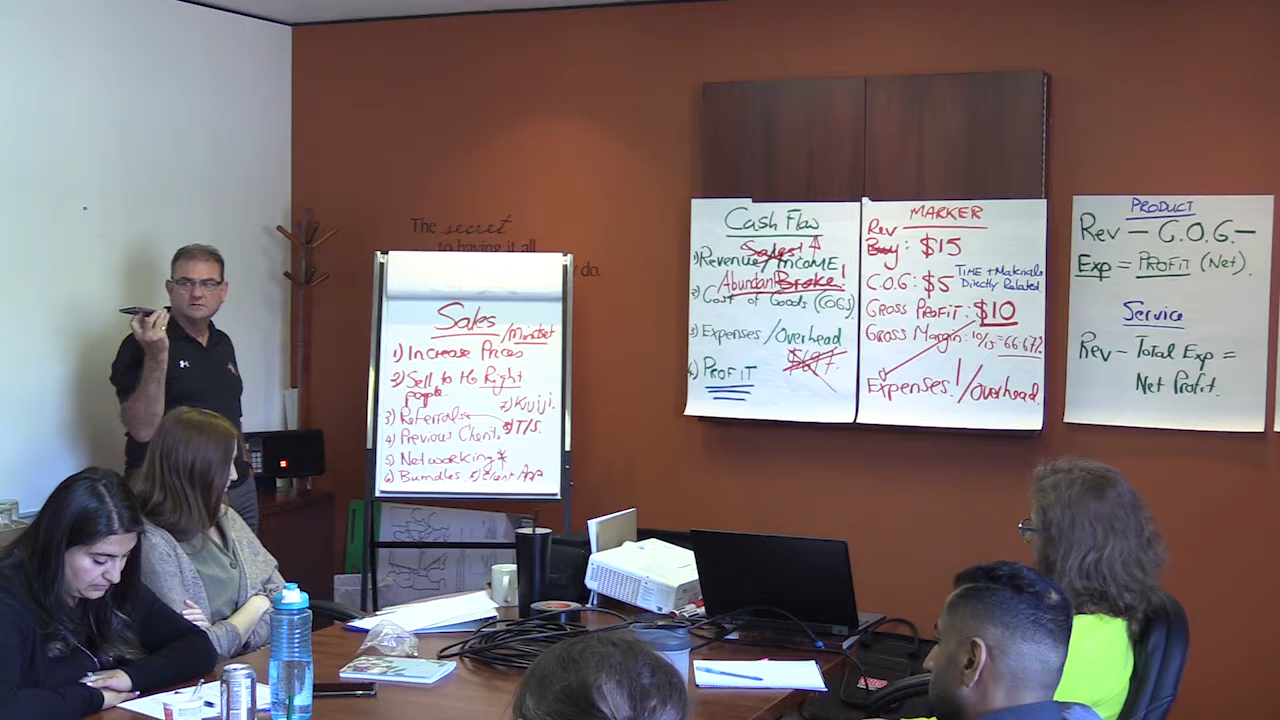 The secret
to having it all
do.
Sales
/Mindset
1) Increase Prices
2) Sell to the Right
people.
7) Kijiji.
3) Referrals
8) T/S.
4) Previous Clients
5) Networking *
6) Bundles. 5) Client App
Cash Flow
Sales!
1) Revenue/INCOME
Abundant Broke!
2) Cost of Goods (COGS)
3) Expenses/Overhead
4) PROFIT
MARKER
Rev
Buy: $15
C.O.G: $5 TIME + Materials
Directly Related
GROSS PROFIT: $10
Gross Margin: 10/15=66.67%
Expenses!/Overhead.
PRODUCT
Rev - C.O.G. -
Exp = PROFIT (Net).
Service
Rev - Total Exp =
Net Profit.